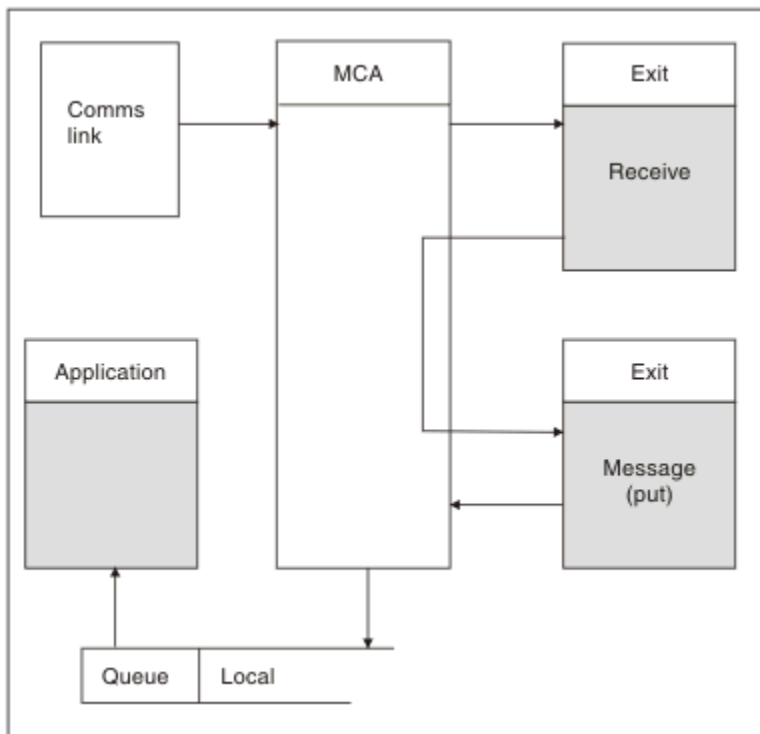 MCA
Exit
Comms
link
Receive
Application
Exit
Message
(put)
Queue
Local